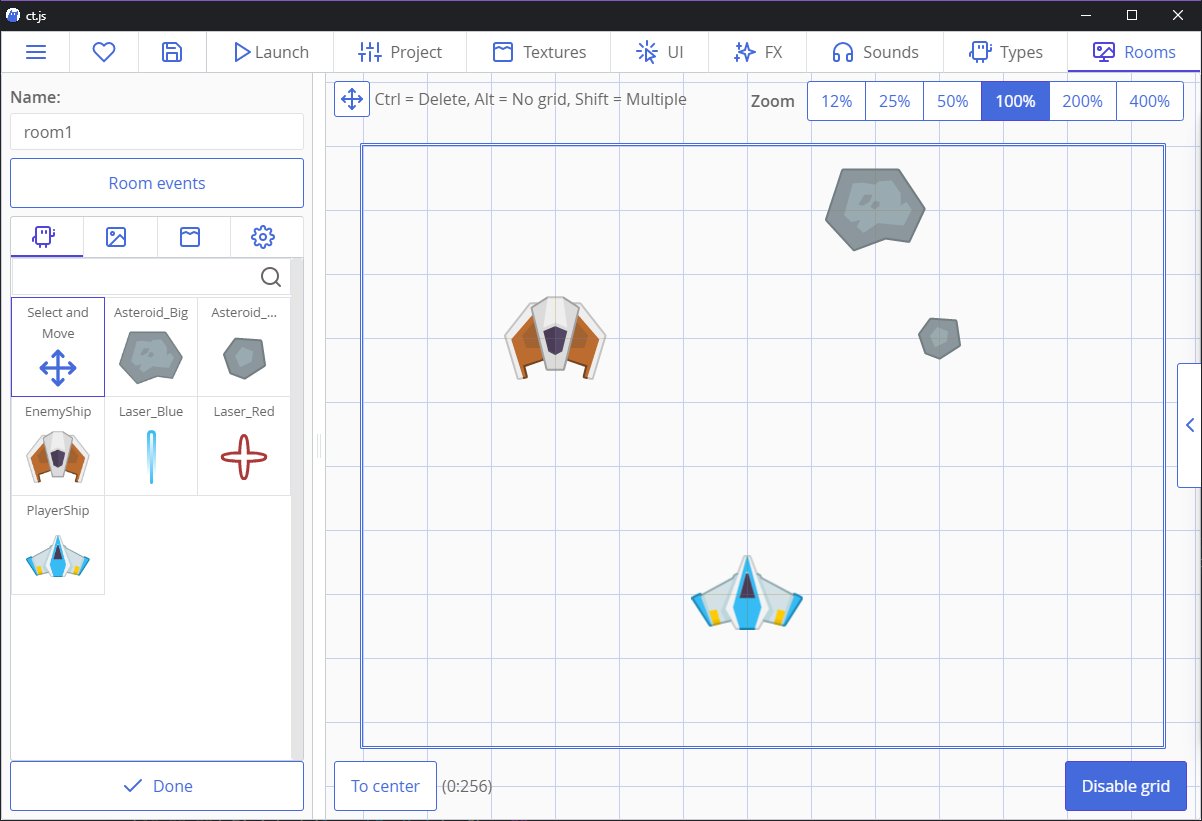 ct.js
Launch
Project
Textures
UI
FX
Sounds
Types
Rooms
Name:
room1
Room events
Select and
Move
Asteroid_Big
Asteroid_...
EnemyShip
Laser_Blue
Laser_Red
PlayerShip
Done
Ctrl = Delete, Alt = No grid, Shift = Multiple
Zoom
12%
25%
50%
100%
200%
400%
To center
(0:256)
Disable grid